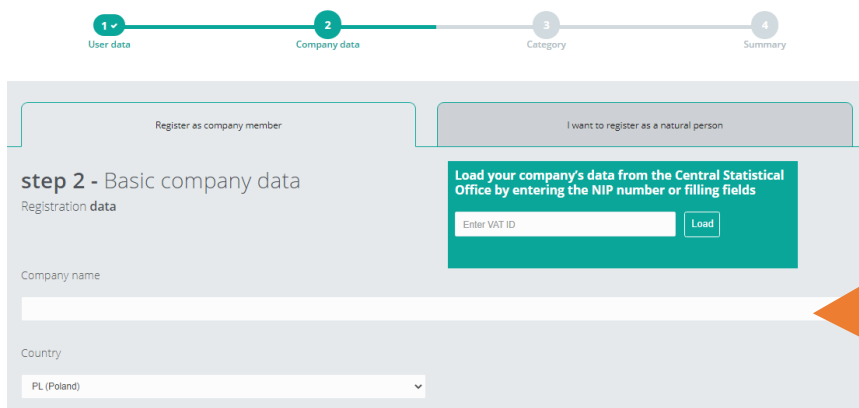 1
2
3
4
User data
Company data
Category
Summary
Register as company member
I want to register as a natural person
step 2 - Basic company data
Registration data
Load your company's data from the Central Statistical
Office by entering the NIP number or filling fields
Enter VAT ID
Load
Company name
Country
PL (Poland)